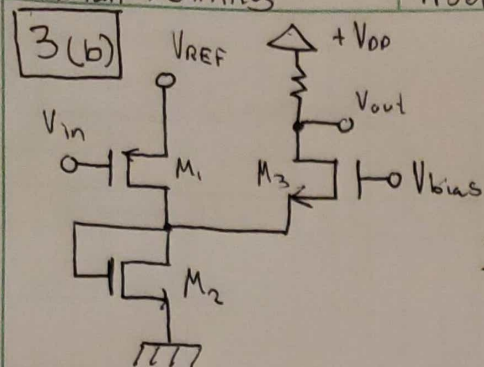 3(b)
VREF
+ VDD
Vin
Vout
M1
M3
Vbias
M2